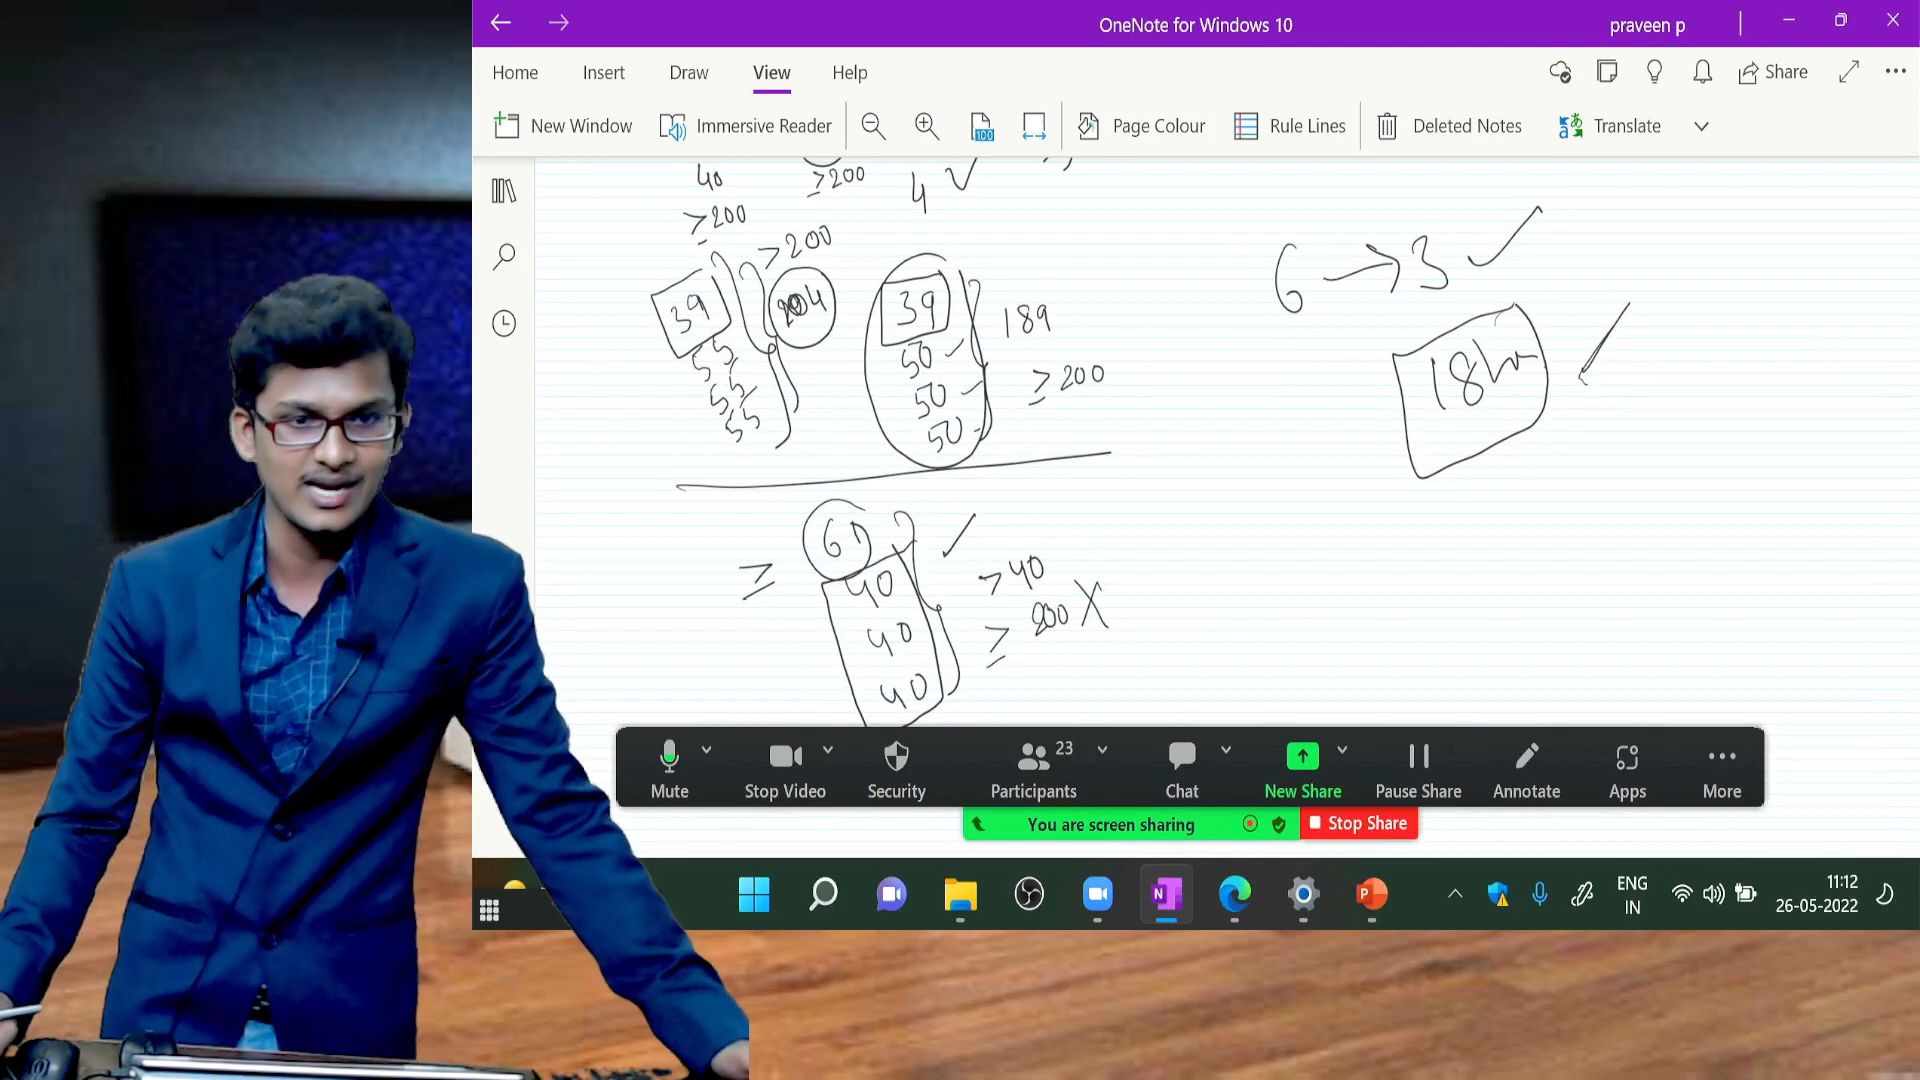 OneNote for Windows 10
praveen p
Home Insert Draw View Help
Share
New Window Immersive Reader 100 Page Colour Rule Lines Deleted Notes Translate
40 ≥200 4 ✓
≥200
>200
39 204 39 189
55 50
55 50 ≥200
55 50
6 → 3 ✓
18hr
≥ 60 ✓
40 >40
40 ≥ 200 X
40
23
Mute Stop Video Security Participants Chat New Share Pause Share Annotate Apps More
You are screen sharing Stop Share
ENG
IN
11:12
26-05-2022